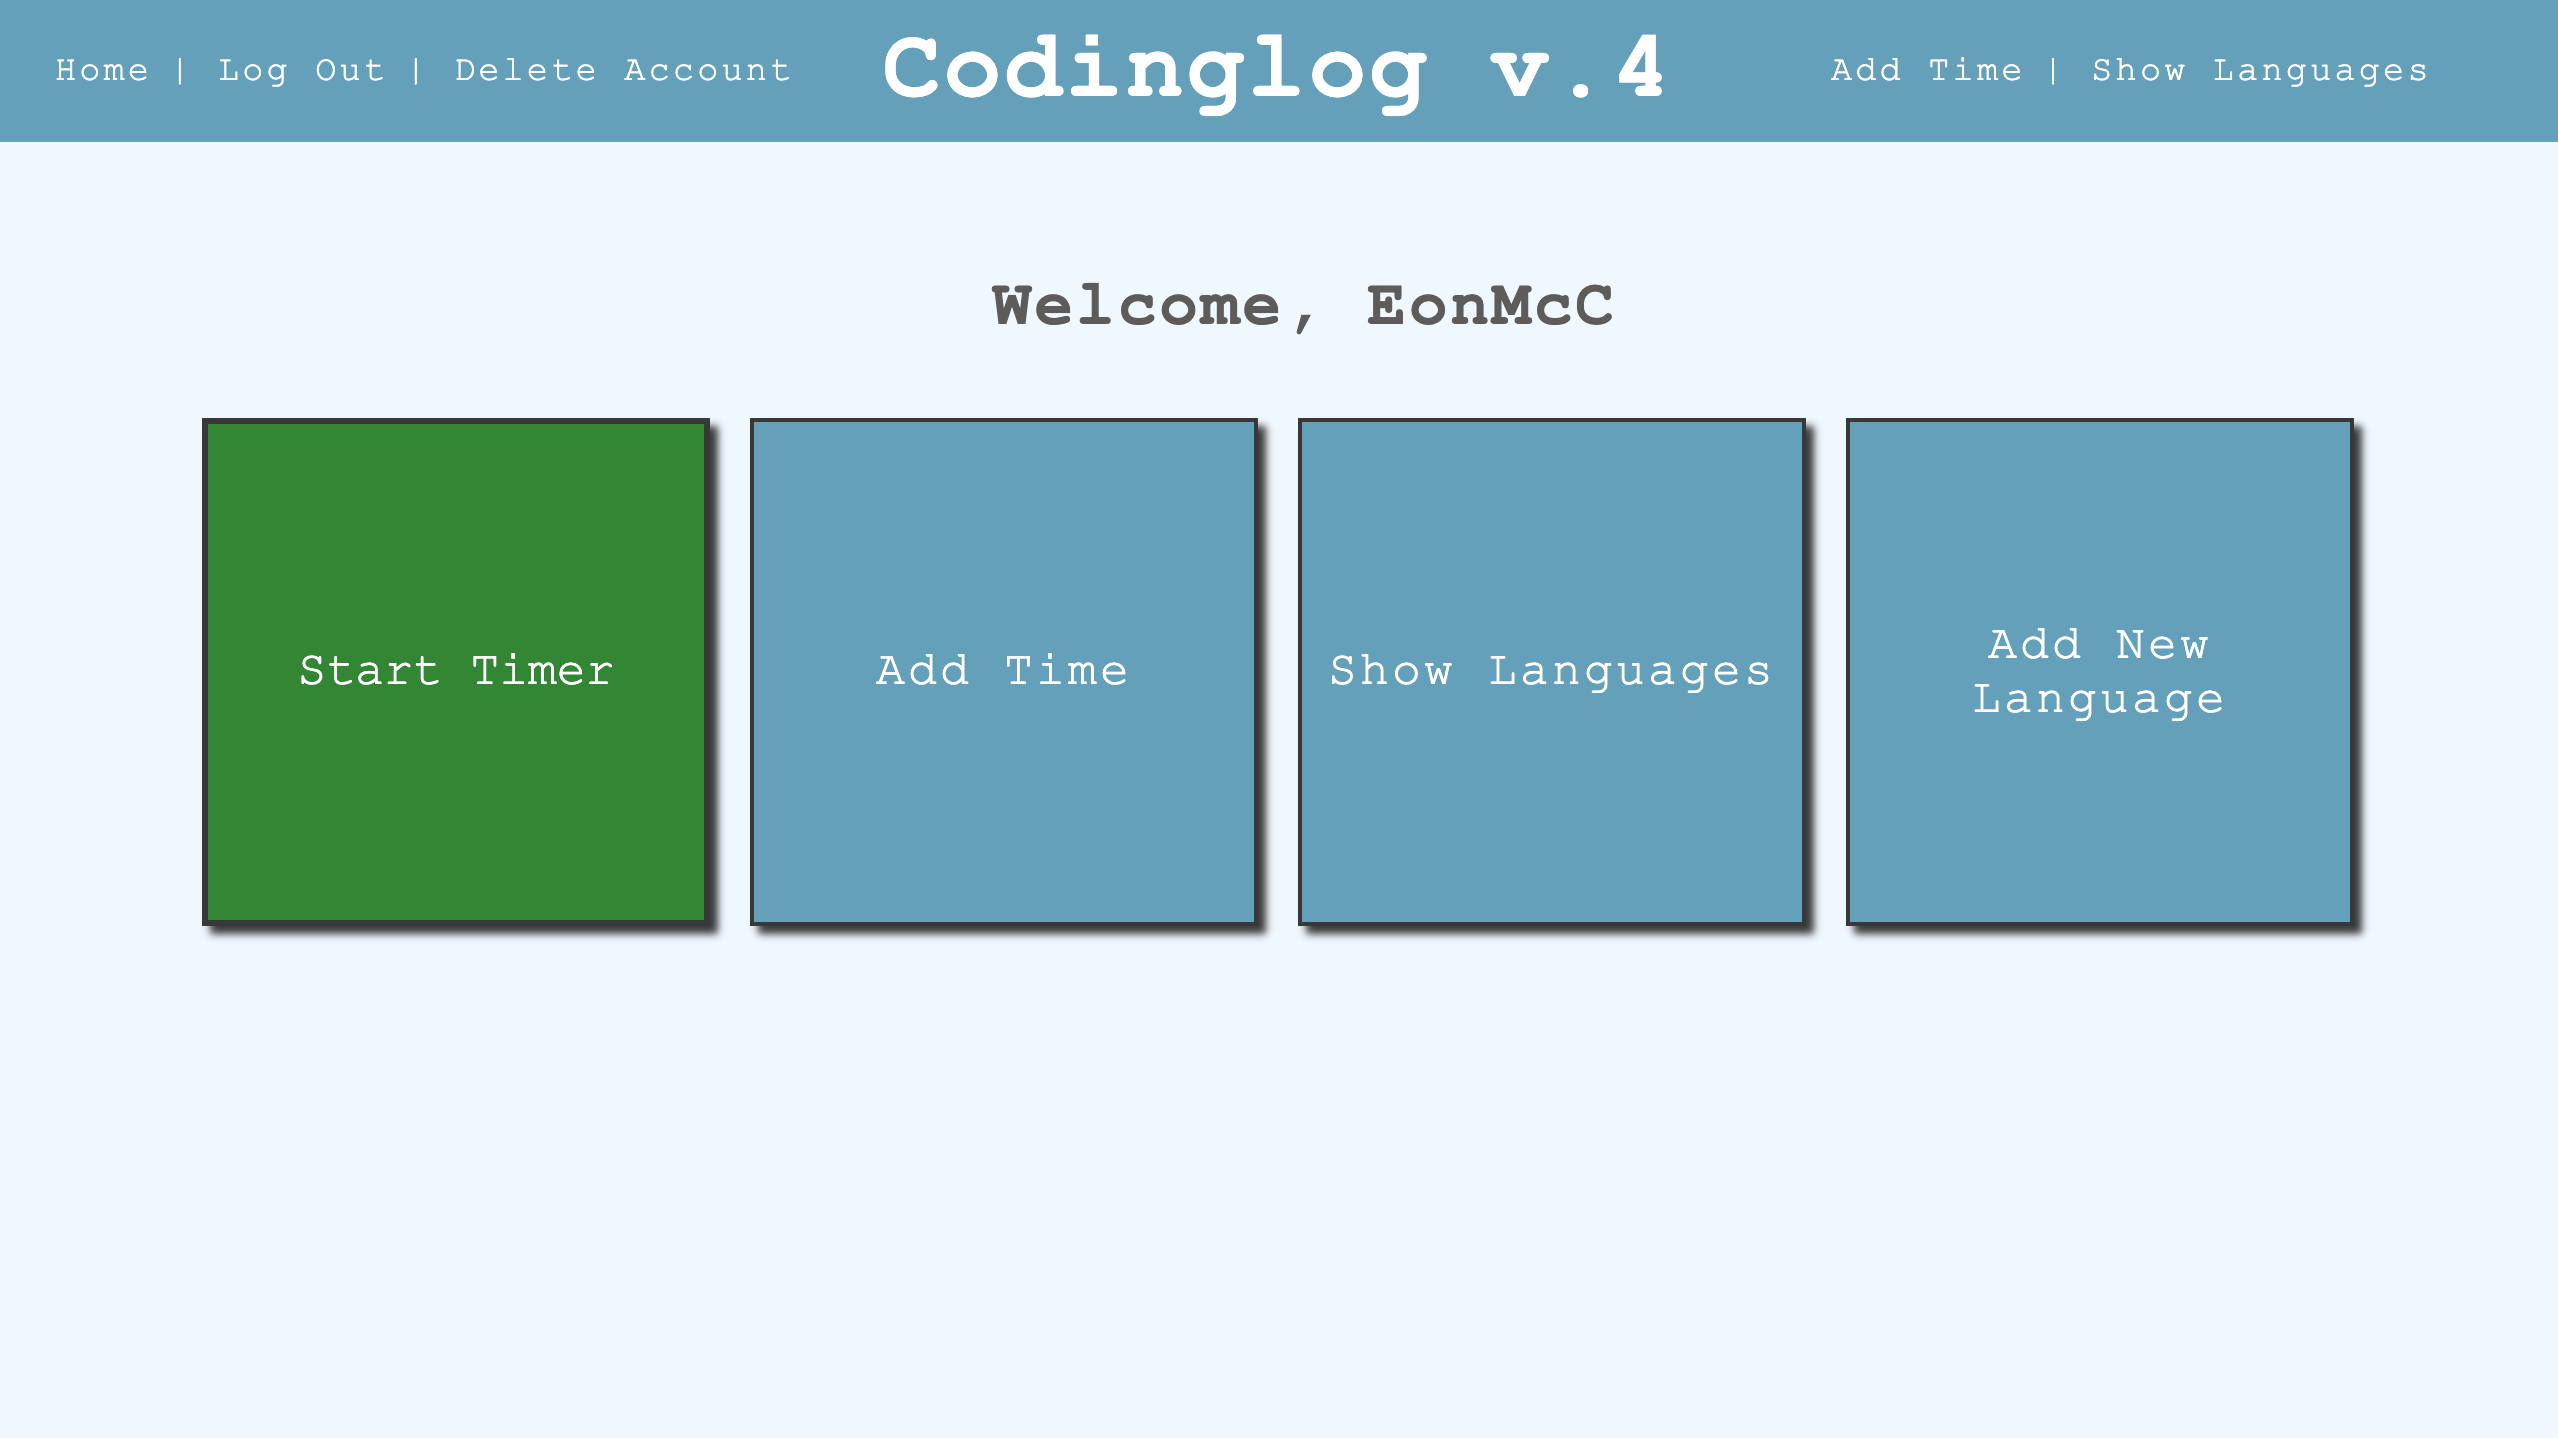 Home | Log Out | Delete Account
Codinglog v.4
Add Time | Show Languages
Welcome, EonMcC
Start Timer
Add Time
Show Languages
Add New
Language